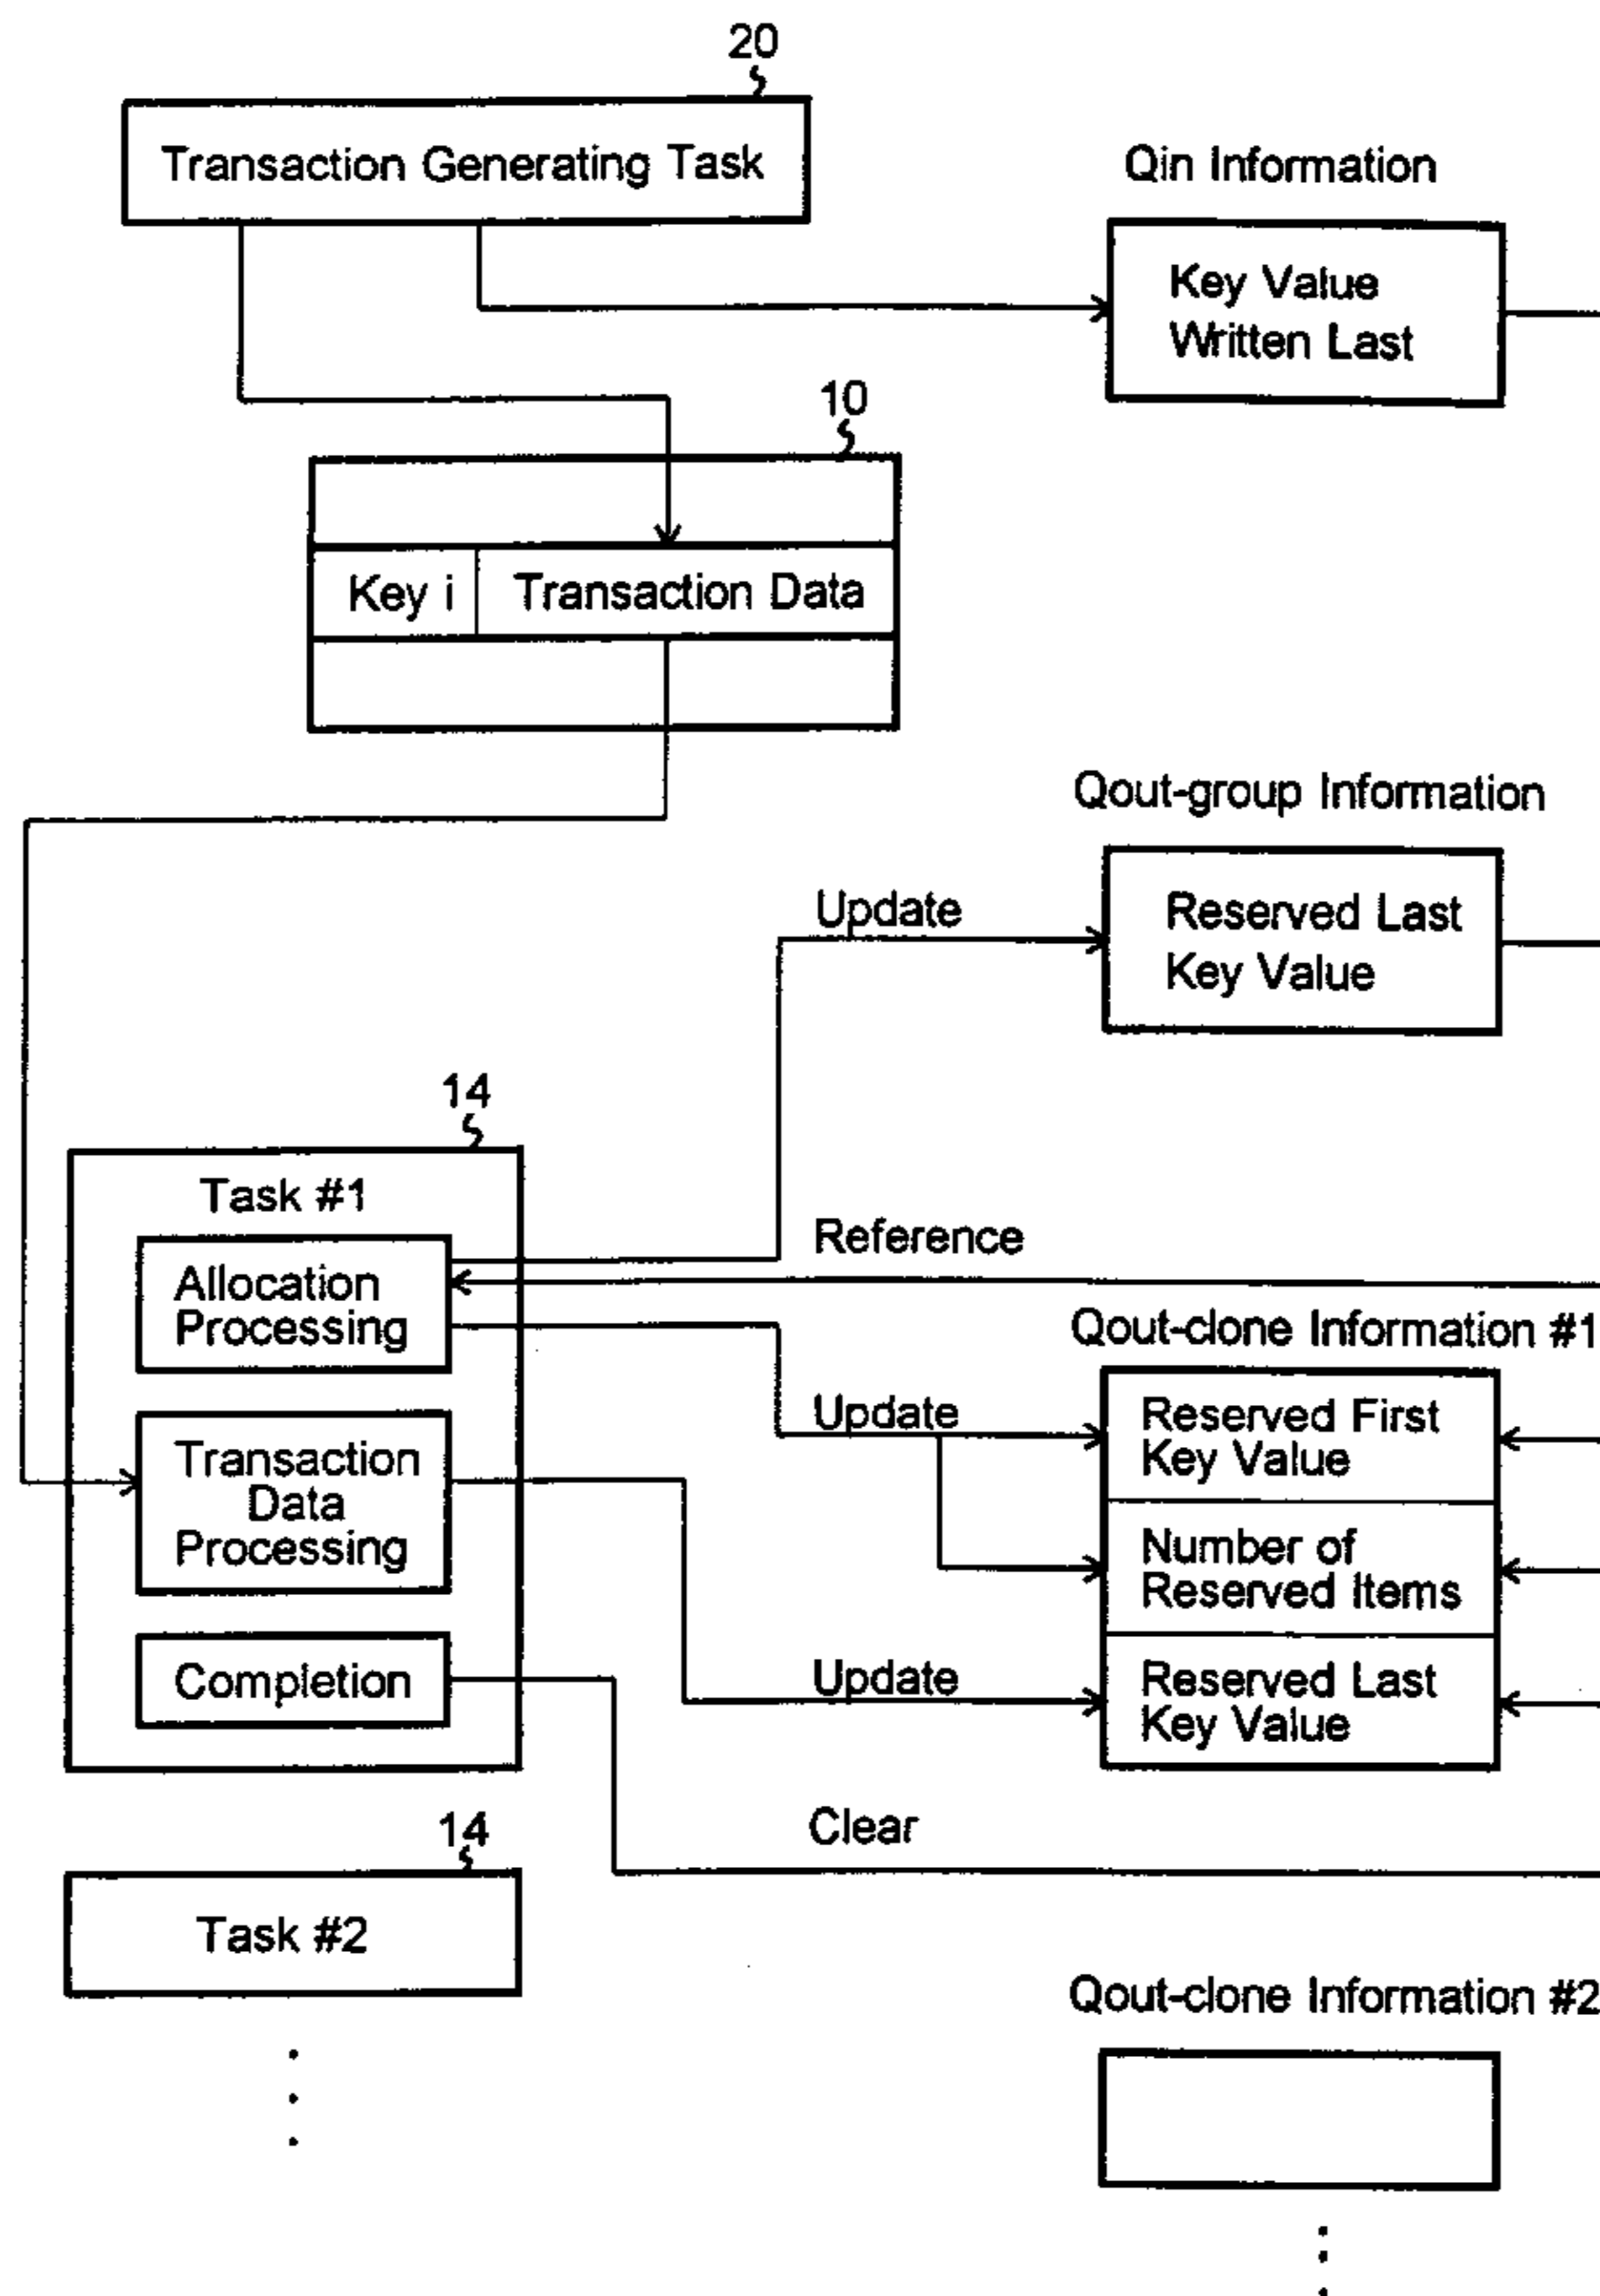 20
Transaction Generating Task
Qin Information
Key Value
Written Last
10
Key i
Transaction Data
Qout-group Information
Update
Reserved Last
Key Value
14
Task #1
Reference
Allocation
Processing
Qout-clone Information #1
Update
Reserved First
Key Value
Transaction
Data
Processing
Number of
Reserved Items
Completion
Update
Reserved Last
Key Value
14
Clear
Task #2
Qout-clone Information #2